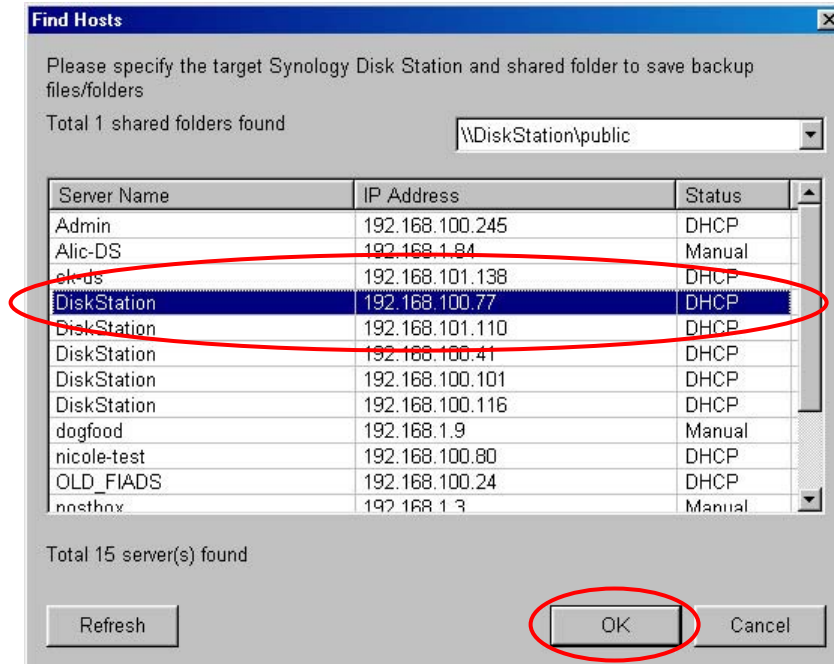 Find Hosts
Please specify the target Synology Disk Station and shared folder to save backup
files/folders
Total 1 shared folders found
\\DiskStation\public
Server Name IP Address Status
Admin 192.168.100.245 DHCP
Alic-DS 192.168.1.84 Manual
ck-ds 192.168.101.138 DHCP
DiskStation 192.168.100.77 DHCP
DiskStation 192.168.101.110 DHCP
DiskStation 192.168.100.41 DHCP
DiskStation 192.168.100.101 DHCP
DiskStation 192.168.100.116 DHCP
dogfood 192.168.1.9 Manual
nicole-test 192.168.100.80 DHCP
OLD_FIADS 192.168.100.24 DHCP
postbox 192.168.1.3 Manual
Total 15 server(s) found
Refresh OK Cancel